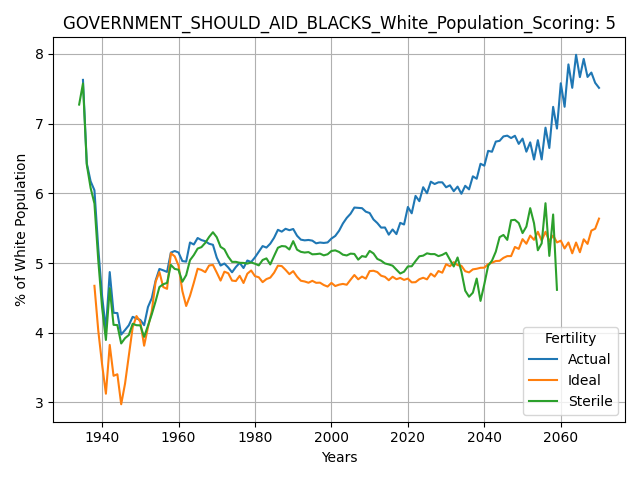 GOVERNMENT_SHOULD_AID_BLACKS_White_Population_Scoring: 5
% of White Population
8
7
6
5
4
3
1940 1960 1980 2000 2020 2040 2060
Years
Fertility
Actual
Ideal
Sterile